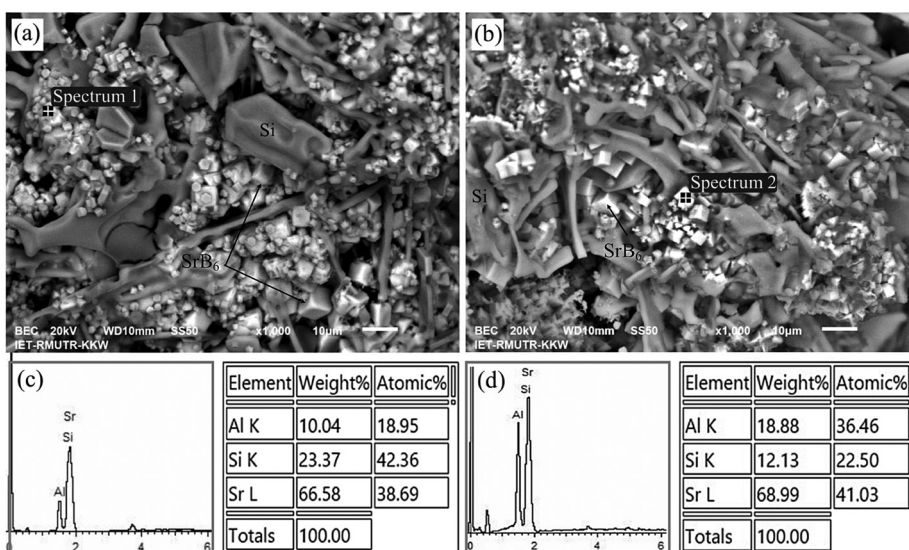 (a)
Spectrum 1
Si
SrB6
BEC 20kV WD10mm SS50 x1,000 10μm
IET-RMUTR-KKW
(b)
Si
Spectrum 2
SrB6
BEC 20kV WD10mm SS50 x1,000 10μm
IET-RMUTR-KKW
(c)
Sr
Si
Al
0 2 4 6
Element Weight% Atomic%
Al K 10.04 18.95
Si K 23.37 42.36
Sr L 66.58 38.69
Totals 100.00
(d)
Sr
Si
Al
0 2 4 6
Element Weight% Atomic%
Al K 18.88 36.46
Si K 12.13 22.50
Sr L 68.99 41.03
Totals 100.00